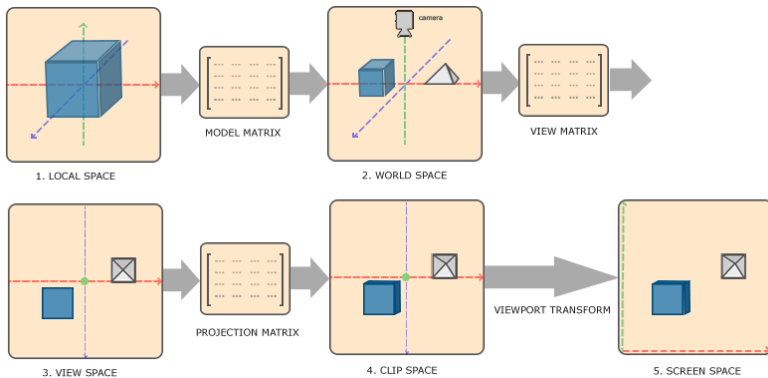 camera
MODEL MATRIX
VIEW MATRIX
1. LOCAL SPACE
2. WORLD SPACE
PROJECTION MATRIX
VIEWPORT TRANSFORM
3. VIEW SPACE
4. CLIP SPACE
5. SCREEN SPACE